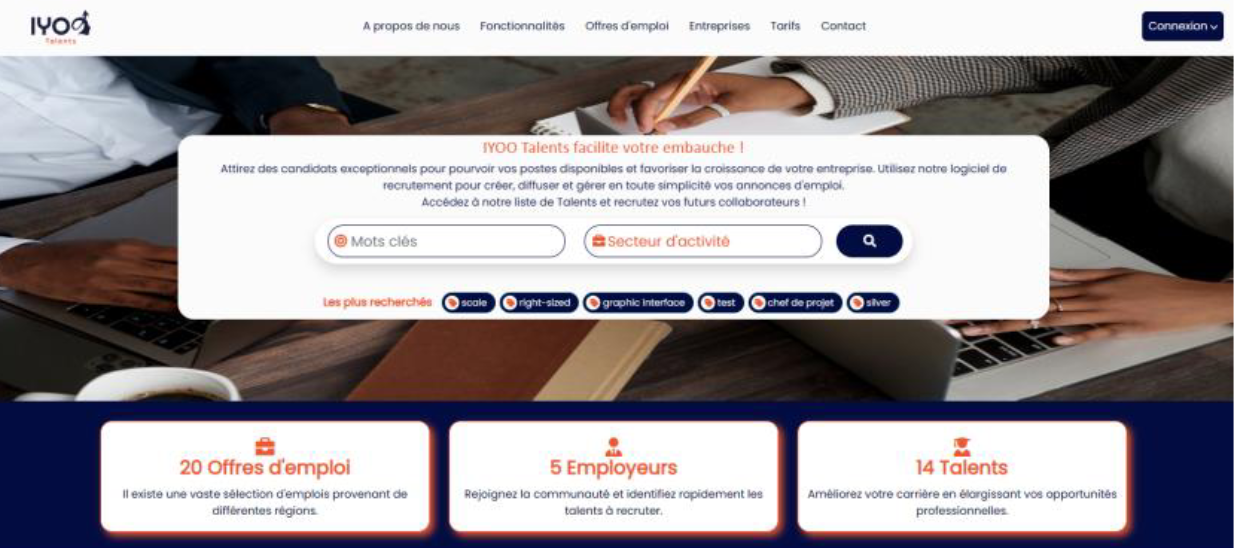 IYOO
Talents
A propos de nous
Fonctionnalités
Offres d'emploi
Entreprises
Tarifs
Contact
Connexion
IYOO Talents facilite votre embauche !
Attirez des candidats exceptionnels pour pourvoir vos postes disponibles et favoriser la croissance de votre entreprise. Utilisez notre logiciel de
recrutement pour créer, diffuser et gérer en toute simplicité vos annonces d'emploi.
Accédez à notre liste de Talents et recrutez vos futurs collaborateurs !
Mots clés
Secteur d'activité
Les plus recherchés
scale
right-sized
graphic interface
test
chef de projet
silver
20 Offres d'emploi
Il existe une vaste sélection d'emplois provenant de
différentes régions.
5 Employeurs
Rejoignez la communauté et identifiez rapidement les
talents à recruter.
14 Talents
Améliorez votre carrière en élargissant vos opportunités
professionnelles.